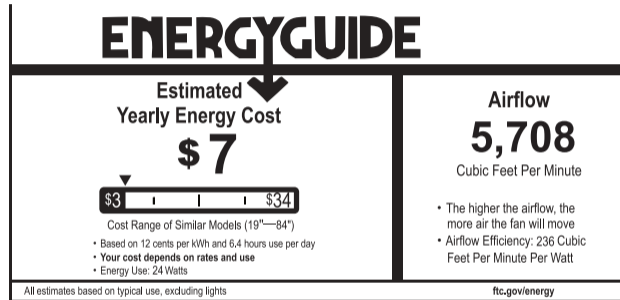 ENERGYGUIDE
Estimated
Yearly Energy Cost
$7
$3 $34
Cost Range of Similar Models (19"—84")
• Based on 12 cents per kWh and 6.4 hours use per day
• Your cost depends on rates and use
• Energy Use: 24 Watts
Airflow
5,708
Cubic Feet Per Minute
• The higher the airflow, the
more air the fan will move
• Airflow Efficiency: 236 Cubic
Feet Per Minute Per Watt
All estimates based on typical use, excluding lights
ftc.gov/energy